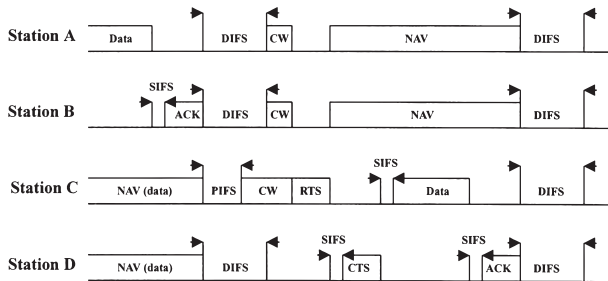 Station A Data DIFS CW NAV DIFS
SIFS
Station B ACK DIFS CW NAV DIFS
SIFS
Station C NAV (data) PIFS CW RTS Data DIFS
SIFS SIFS
Station D NAV (data) DIFS CTS ACK DIFS